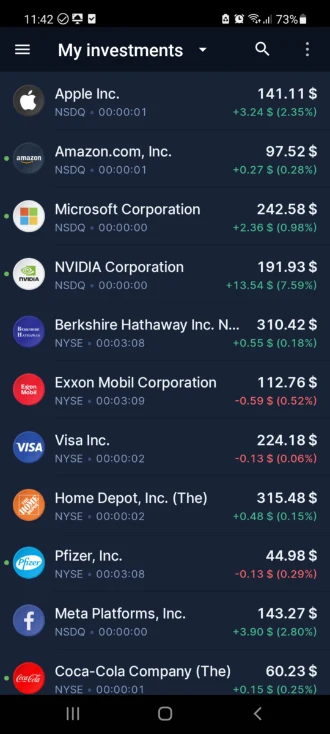 11:42 73%
My investments
Apple Inc. 141.11 $
NSDQ • 00:00:01 +3.24 $ (2.35%)
amazon
Amazon.com, Inc. 97.52 $
NSDQ • 00:00:01 +0.27 $ (0.28%)
Microsoft Corporation 242.58 $
NSDQ • 00:00:00 +2.36 $ (0.98%)
NVIDIA
NVIDIA Corporation 191.93 $
NSDQ • 00:00:00 +13.54 $ (7.59%)
BERKSHIRE
HATHAWAY
Berkshire Hathaway Inc. N... 310.42 $
NYSE • 00:03:08 +0.55 $ (0.18%)
Exxon
Mobil
Exxon Mobil Corporation 112.76 $
NYSE • 00:03:09 -0.59 $ (0.52%)
VISA
Visa Inc. 224.18 $
NYSE • 00:00:02 -0.13 $ (0.06%)
Home Depot, Inc. (The) 315.48 $
NYSE • 00:00:02 +0.48 $ (0.15%)
Pfizer
Pfizer, Inc. 44.98 $
NYSE • 00:03:08 -0.13 $ (0.29%)
Meta Platforms, Inc. 143.27 $
NSDQ • 00:00:00 +3.90 $ (2.80%)
Coca-Cola
Coca-Cola Company (The) 60.23 $
NYSE • 00:00:01 +0.15 $ (0.25%)